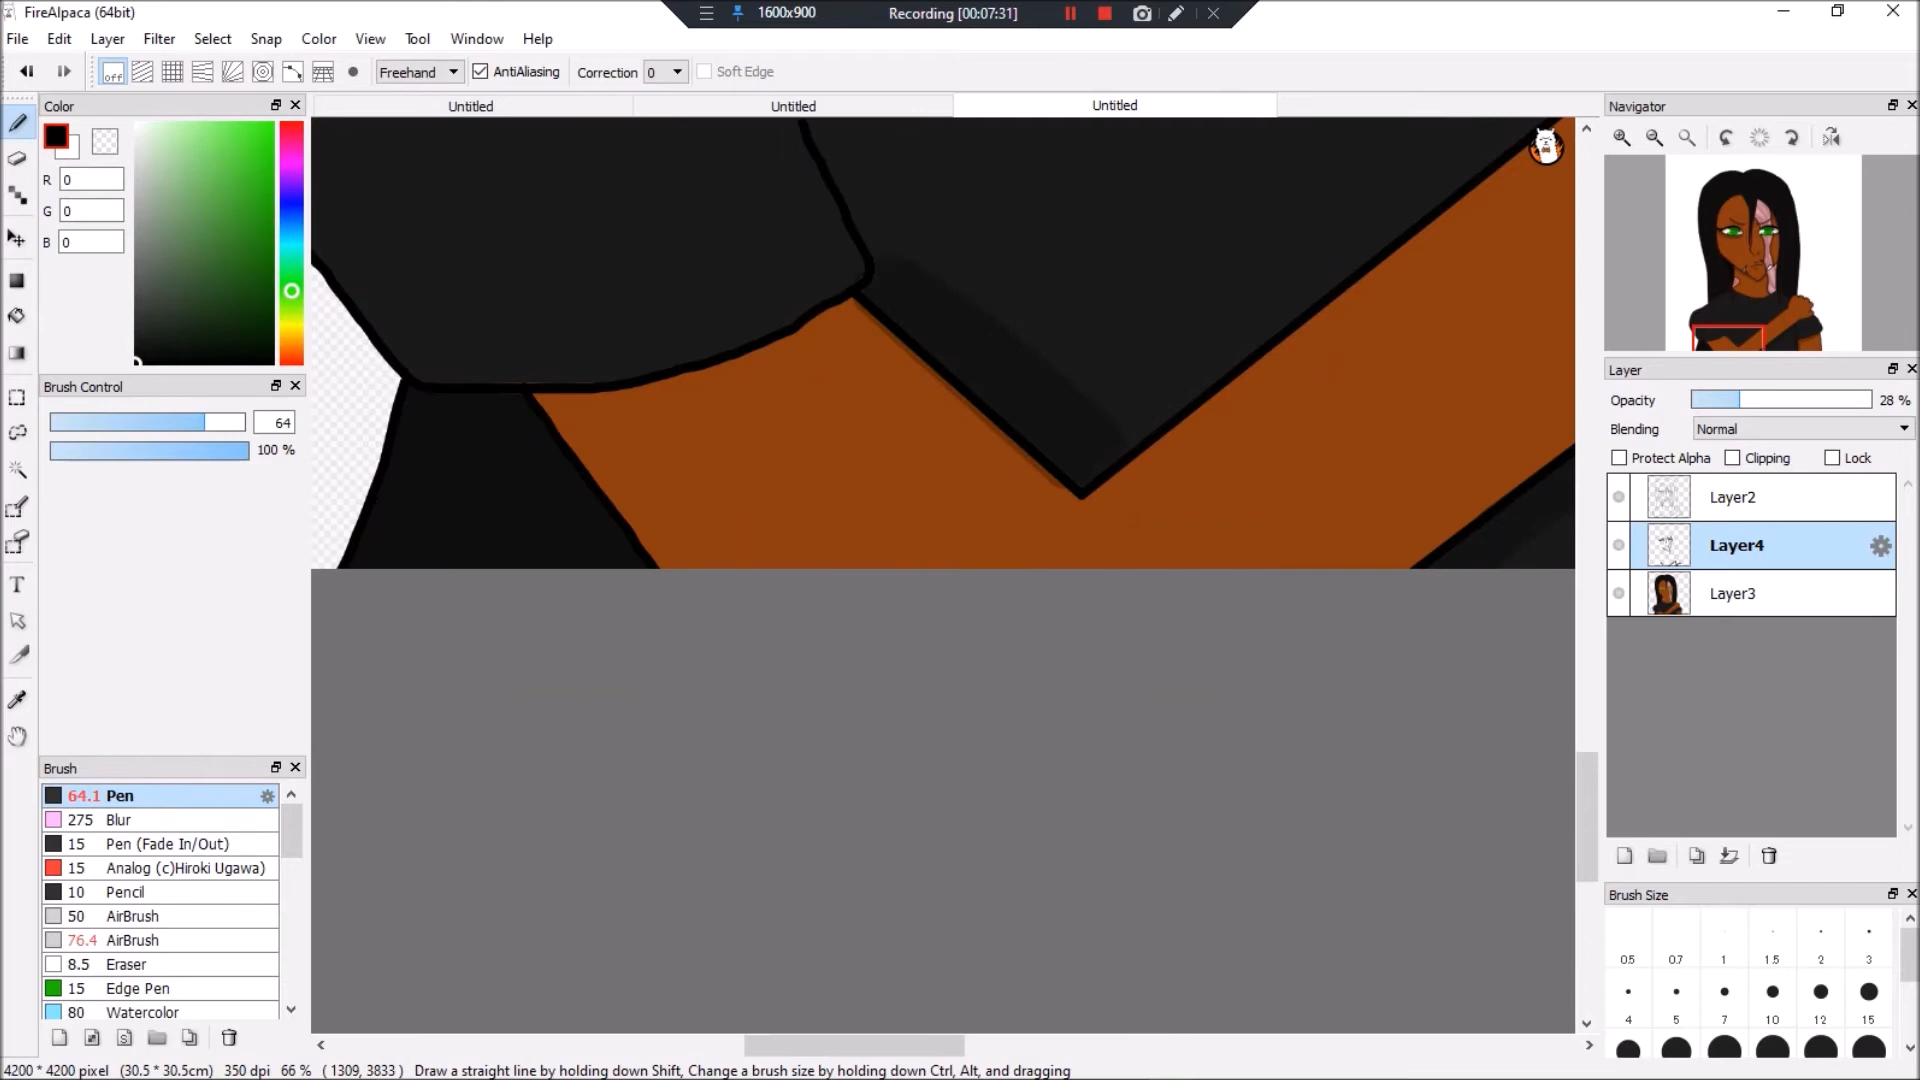 FireAlpaca (64bit)
1600x900
Recording [00:07:31]
File Edit Layer Filter Select Snap Color View Tool Window Help
off
Freehand
AntiAliasing
Correction 0
Soft Edge
Color
R 0
G 0
B 0
Untitled Untitled Untitled
Navigator
Brush Control
64
100 %
Layer
Opacity 28 %
Blending Normal
Protect Alpha Clipping Lock
Layer2
Layer4
Layer3
Brush
64.1 Pen
275 Blur
15 Pen (Fade In/Out)
15 Analog (c)Hiroki Ugawa)
10 Pencil
50 AirBrush
76.4 AirBrush
8.5 Eraser
15 Edge Pen
80 Watercolor
Brush Size
0.5 0.7 1 1.5 2 3
4 5 7 10 12 15
T
4200 * 4200 pixel (30.5 * 30.5cm) 350 dpi 66 % ( 1309, 3833 ) Draw a straight line by holding down Shift, Change a brush size by holding down Ctrl, Alt, and dragging